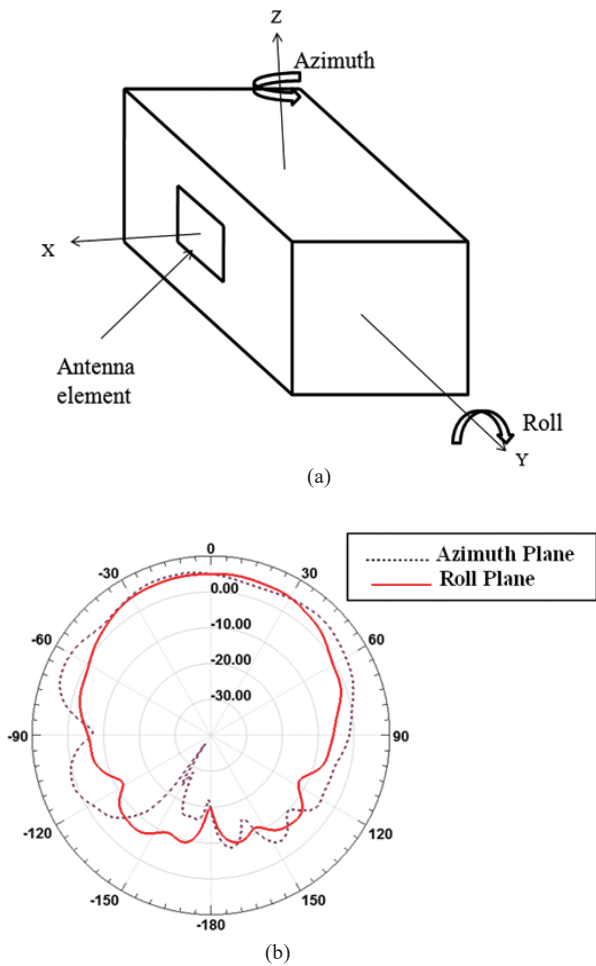 Z
Azimuth
X
Antenna
element
Roll
Y
(a)
Azimuth Plane
Roll Plane
0
-30
30
0.00
-10.00
-60
60
-20.00
-30.00
-90
90
-120
120
-150
150
-180
(b)